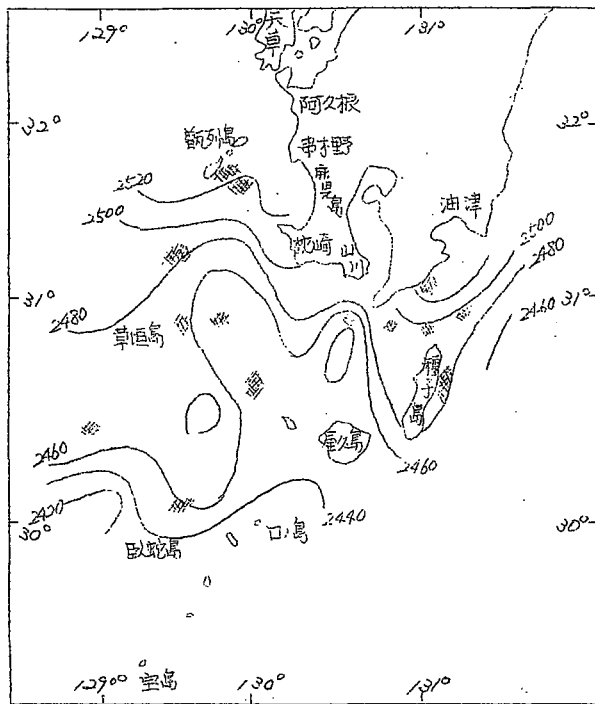 129° 130° 131°
天草
阿久根
32° 32°
甑列島
串木野
鹿児島
2520
2500
油津
枕崎
山川
2500
2480
31° 2460 31°
2480
草垣島
種子島
屋久島
2460
2460
2420
2440
30° 30°
臥蛇島
口ノ島
宝島
129° 130° 131°